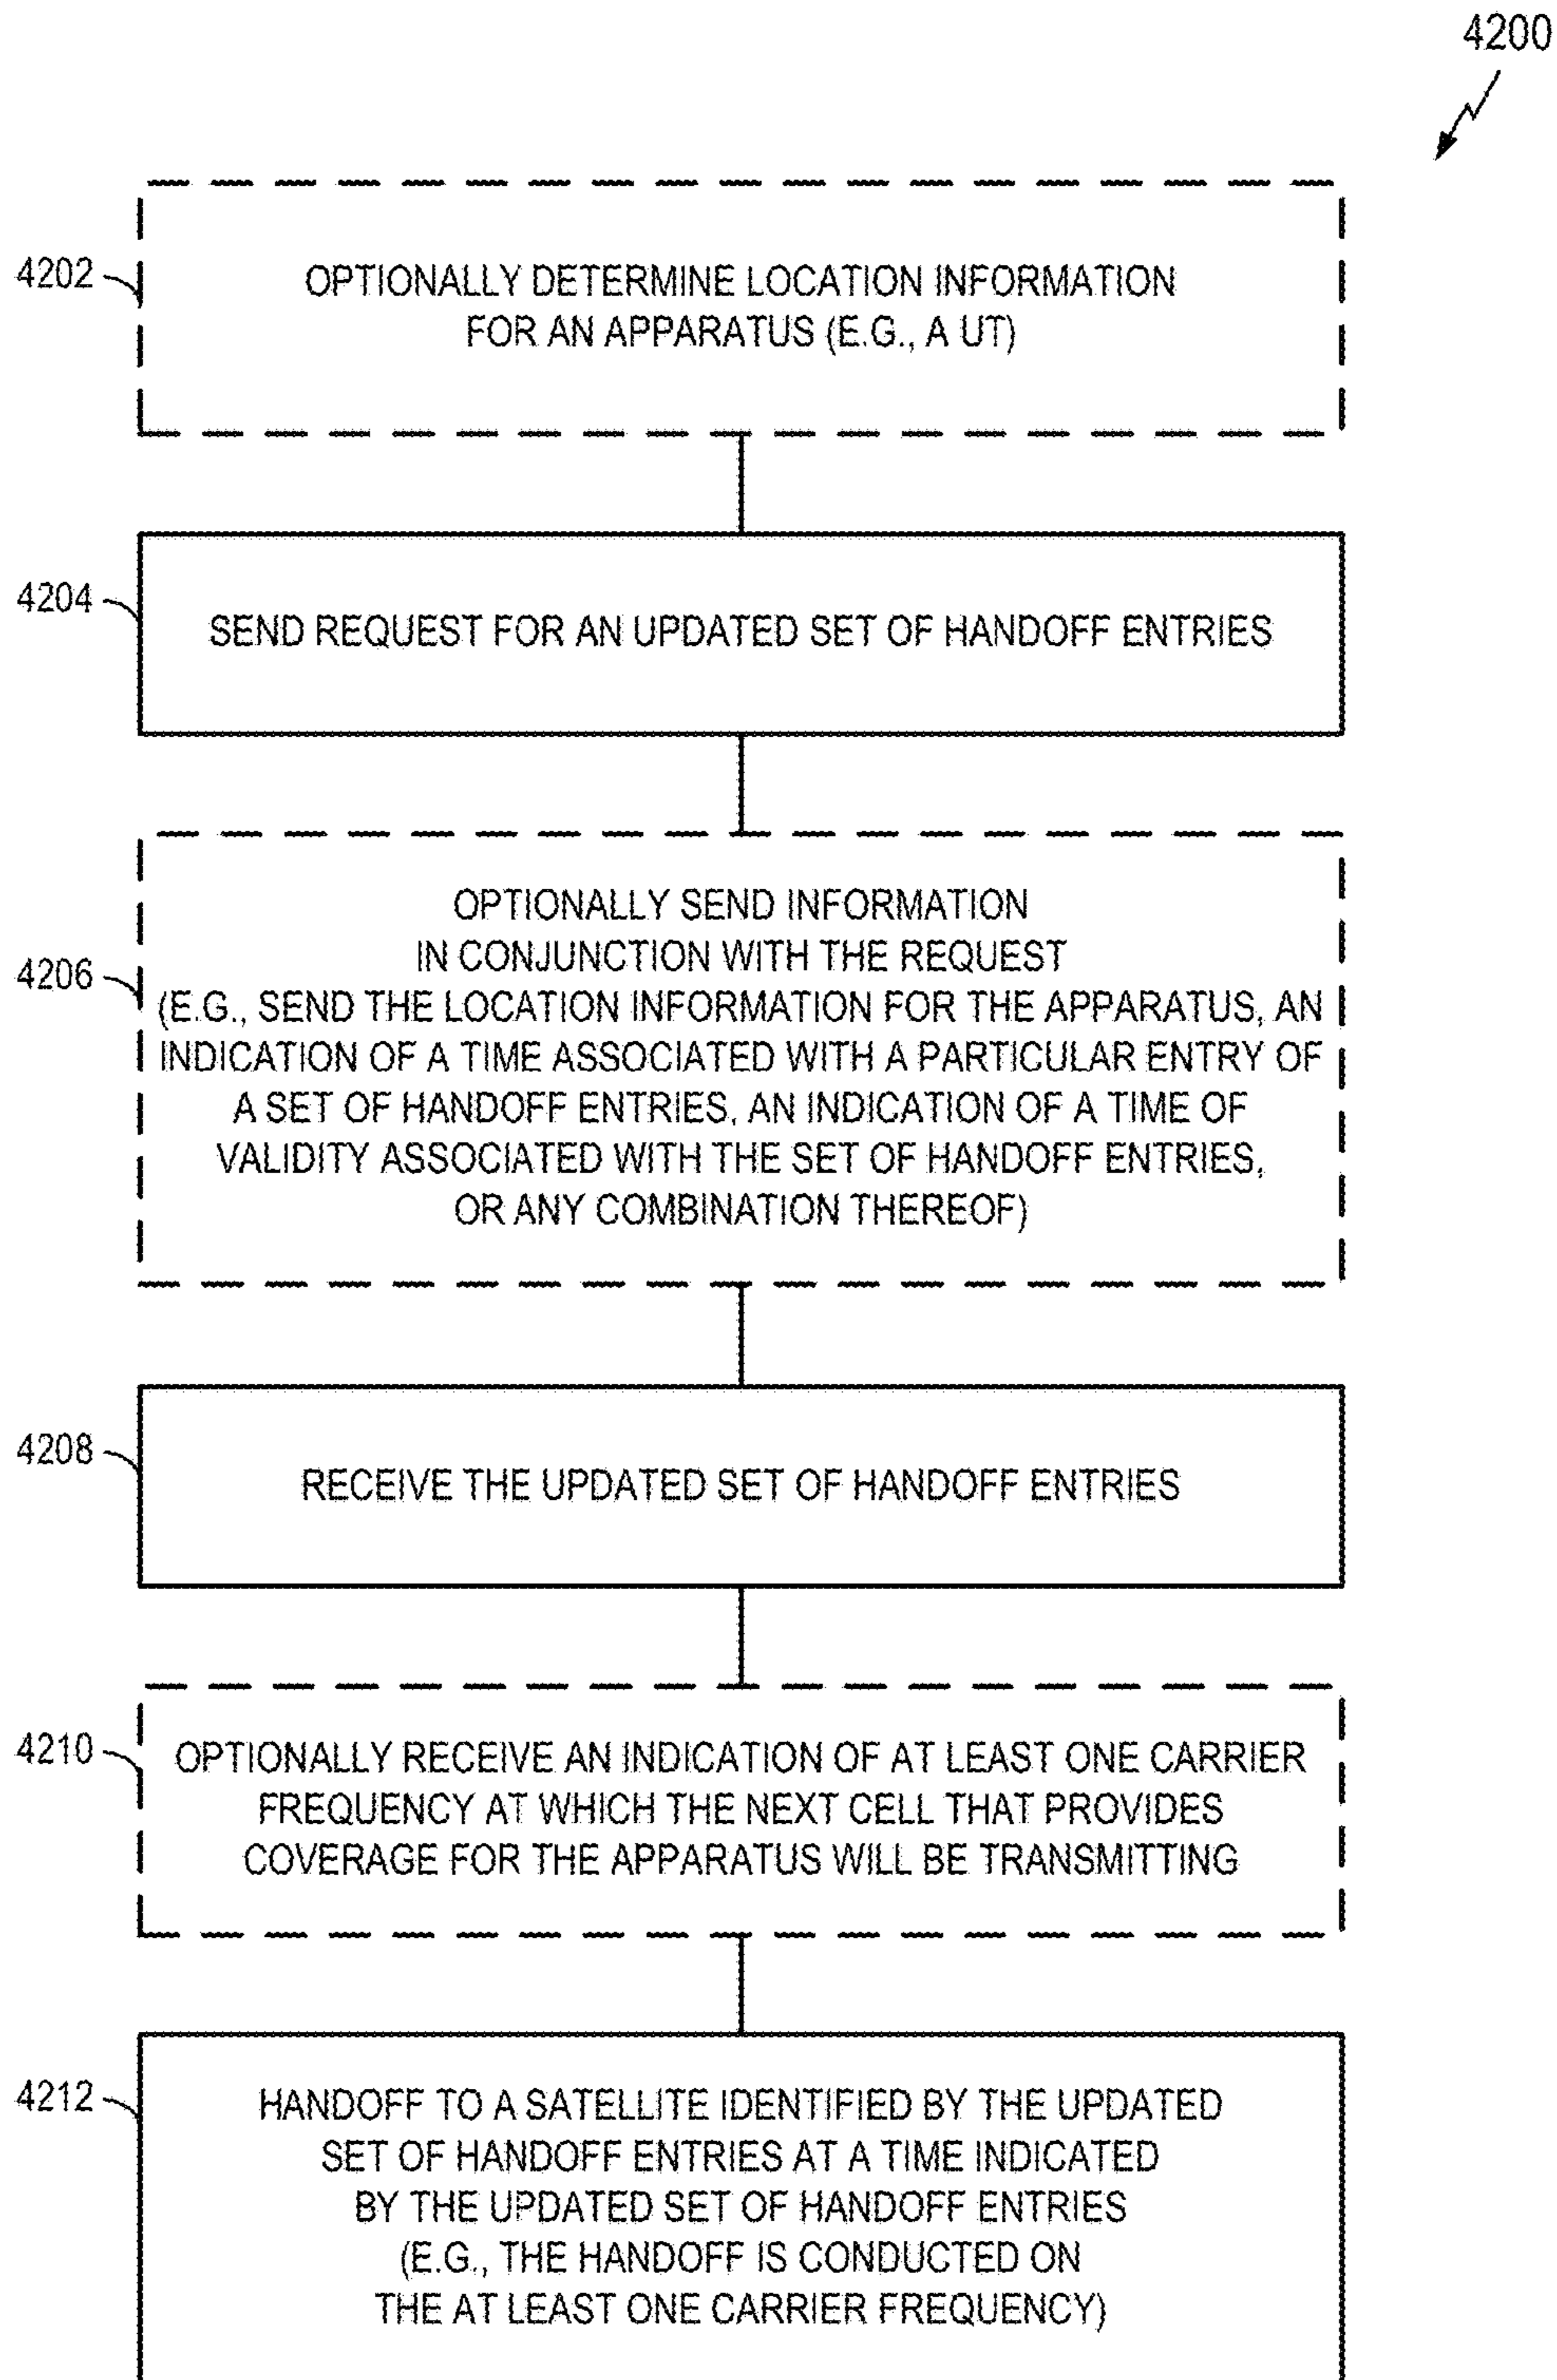 4200
4202
OPTIONALLY DETERMINE LOCATION INFORMATION
FOR AN APPARATUS (E.G., A UT)
4204
SEND REQUEST FOR AN UPDATED SET OF HANDOFF ENTRIES
4206
OPTIONALLY SEND INFORMATION
IN CONJUNCTION WITH THE REQUEST
(E.G., SEND THE LOCATION INFORMATION FOR THE APPARATUS, AN
INDICATION OF A TIME ASSOCIATED WITH A PARTICULAR ENTRY OF
A SET OF HANDOFF ENTRIES, AN INDICATION OF A TIME OF
VALIDITY ASSOCIATED WITH THE SET OF HANDOFF ENTRIES,
OR ANY COMBINATION THEREOF)
4208
RECEIVE THE UPDATED SET OF HANDOFF ENTRIES
4210
OPTIONALLY RECEIVE AN INDICATION OF AT LEAST ONE CARRIER
FREQUENCY AT WHICH THE NEXT CELL THAT PROVIDES
COVERAGE FOR THE APPARATUS WILL BE TRANSMITTING
4212
HANDOFF TO A SATELLITE IDENTIFIED BY THE UPDATED
SET OF HANDOFF ENTRIES AT A TIME INDICATED
BY THE UPDATED SET OF HANDOFF ENTRIES
(E.G., THE HANDOFF IS CONDUCTED ON
THE AT LEAST ONE CARRIER FREQUENCY)